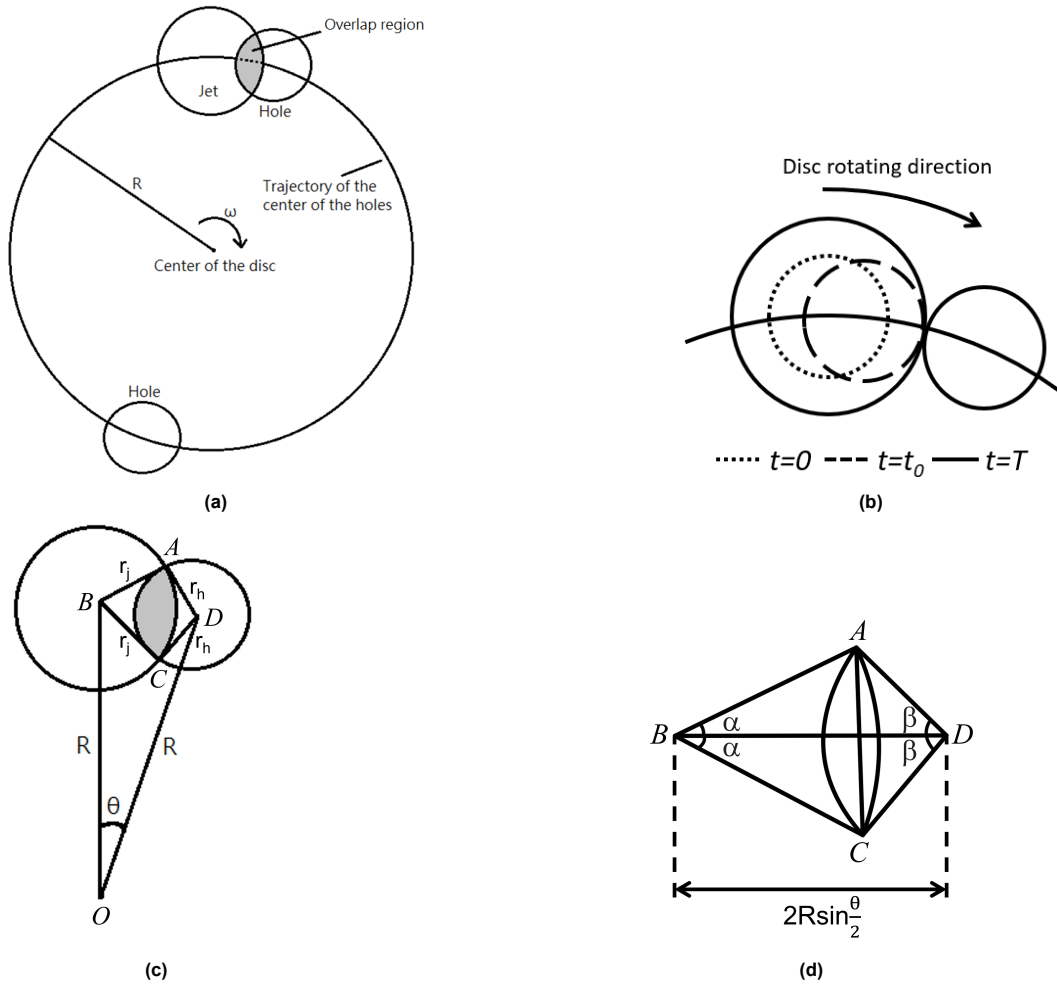 Overlap region
Jet
Hole
R
ω
Trajectory of the
center of the holes
Center of the disc
Hole
(a)
Disc rotating direction
t=0 t=t₀ t=T
(b)
A
rⱼ
rₕ
B
D
rⱼ
rₕ
C
R
R
θ
O
(c)
A
B
α
α
β
β
D
C
2Rsin θ/2
(d)